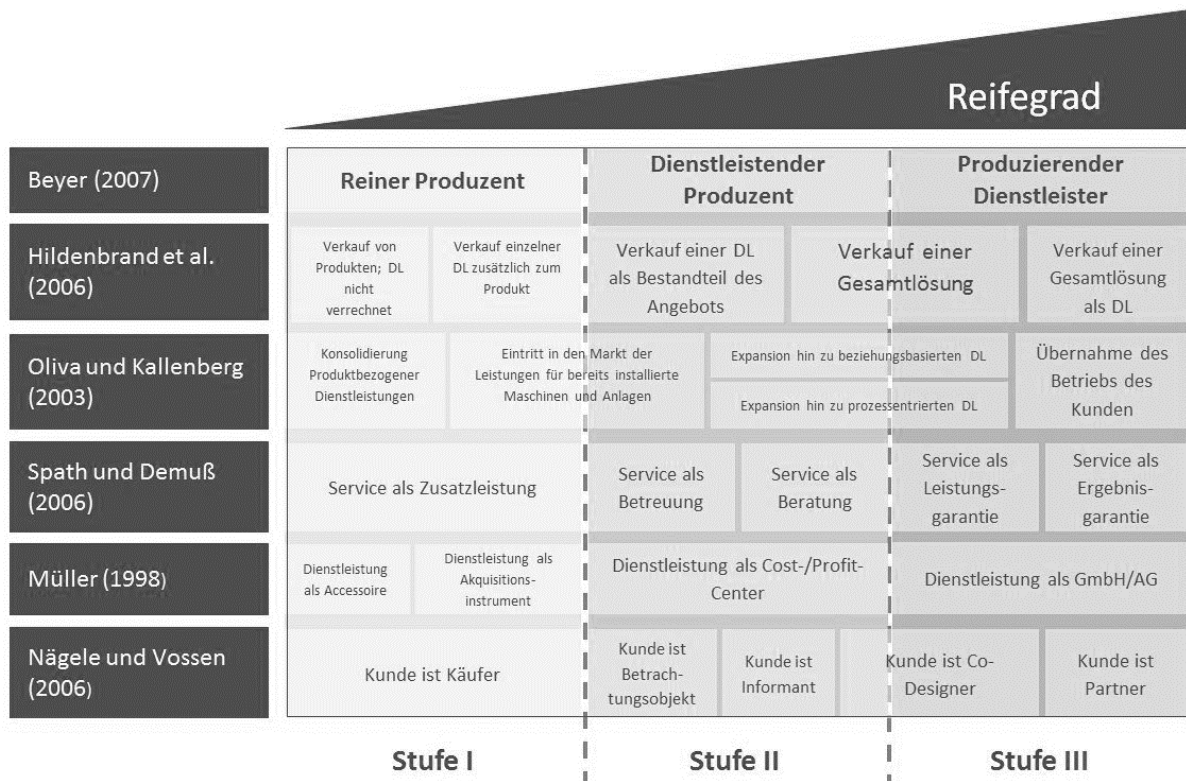 Reifegrad
Beyer (2007)
Reiner Produzent
Dienstleistender
Produzent
Produzierender
Dienstleister
Hildenbrand et al.
(2006)
Verkauf von
Produkten; DL
nicht
verrechnet
Verkauf einzelner
DL zusätzlich zum
Produkt
Verkauf einer DL
als Bestandteil des
Angebots
Verkauf einer
Gesamtlösung
Verkauf einer
Gesamtlösung
als DL
Oliva und Kallenberg
(2003)
Konsolidierung
Produktbezogener
Dienstleistungen
Eintritt in den Markt der
Leistungen für bereits installierte
Maschinen und Anlagen
Expansion hin zu beziehungsbasierten DL
Expansion hin zu prozessentrierten DL
Übernahme des
Betriebs des
Kunden
Spath und Demuß
(2006)
Service als Zusatzleistung
Service als
Betreuung
Service als
Beratung
Service als
Leistungs-
garantie
Service als
Ergebnis-
garantie
Müller (1998)
Dienstleistung
als Accessoire
Dienstleistung als
Akquisitions-
instrument
Dienstleistung als Cost-/Profit-
Center
Dienstleistung als GmbH/AG
Nägele und Vossen
(2006)
Kunde ist Käufer
Kunde ist
Betrach-
tungsobjekt
Kunde ist
Informant
Kunde ist Co-
Designer
Kunde ist
Partner
Stufe I
Stufe II
Stufe III